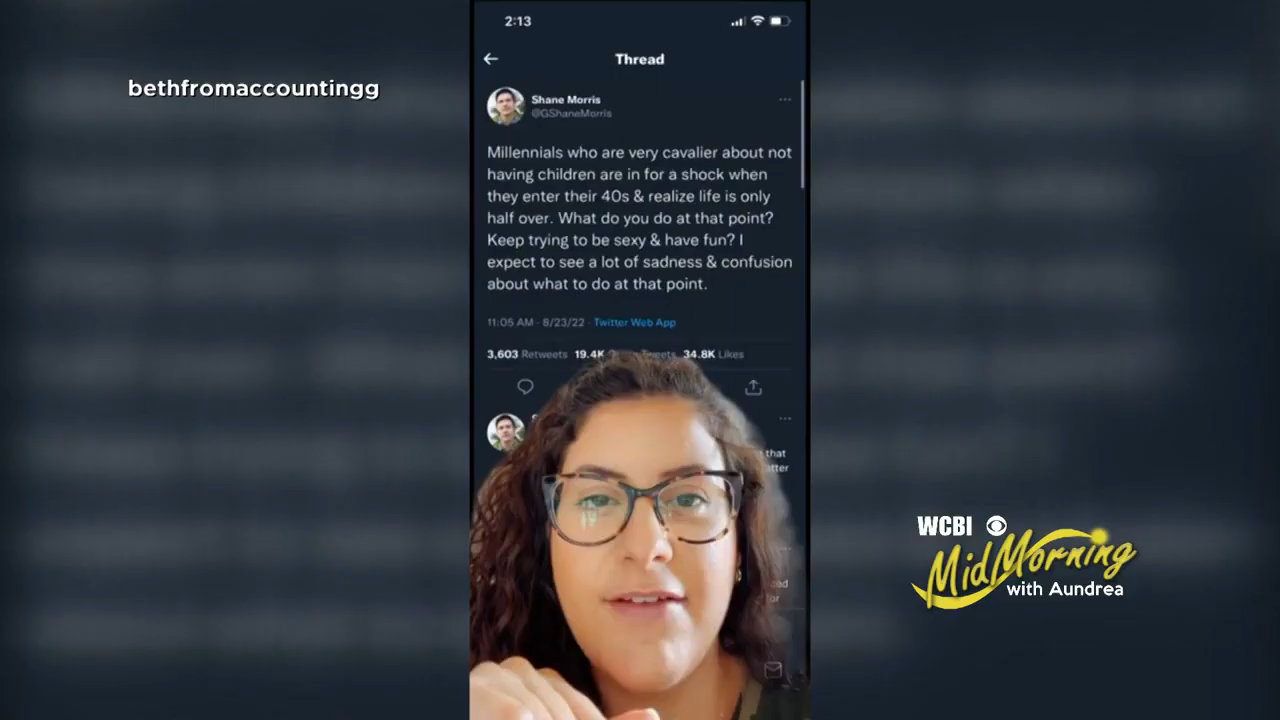 2:13
Thread
bethfromaccountingg
Shane Morris
@GShaneMorris
Millennials who are very cavalier about not
having children are in for a shock when
they enter their 40s & realize life is only
half over. What do you do at that point?
Keep trying to be sexy & have fun? I
expect to see a lot of sadness & confusion
about what to do at that point.
11:05 AM · 8/23/22 · Twitter Web App
3,603 Retweets 19.4K Tweets 34.8K Likes
that
WCBI
MidMorning
with Aundrea
for